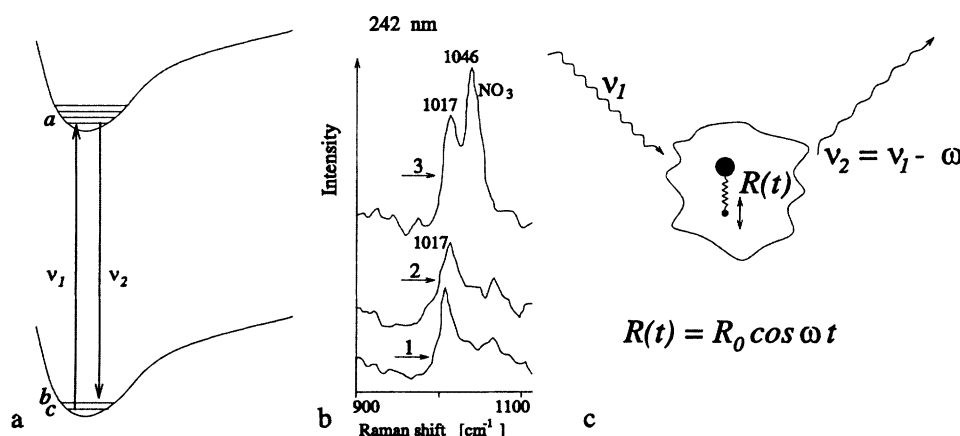 a
ν1
ν2
b
c
a
242 nm
1046
NO3
1017
3
1017
2
1
Intensity
900
1100
Raman shift [cm-1]
b
ν1
ν2 = ν1 - ω
R(t)
R(t) = R0 cos ω t
c